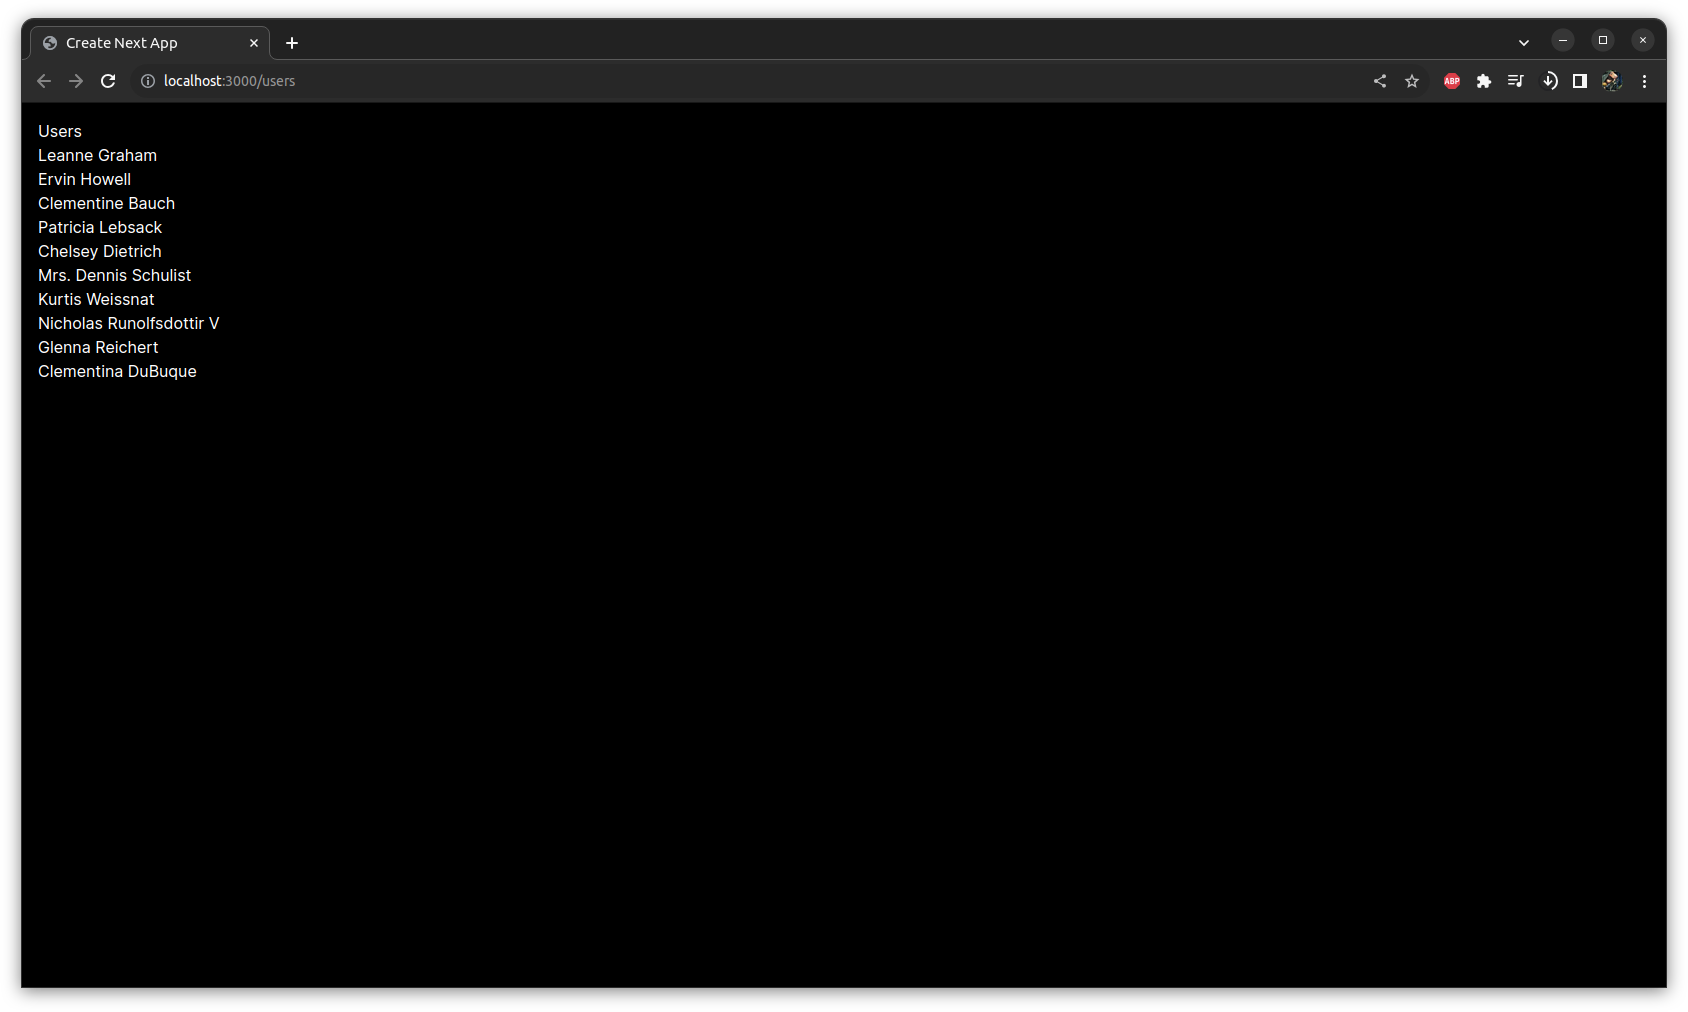 Create Next App
localhost:3000/users
ABP
Users
Leanne Graham
Ervin Howell
Clementine Bauch
Patricia Lebsack
Chelsey Dietrich
Mrs. Dennis Schulist
Kurtis Weissnat
Nicholas Runolfsdottir V
Glenna Reichert
Clementina DuBuque